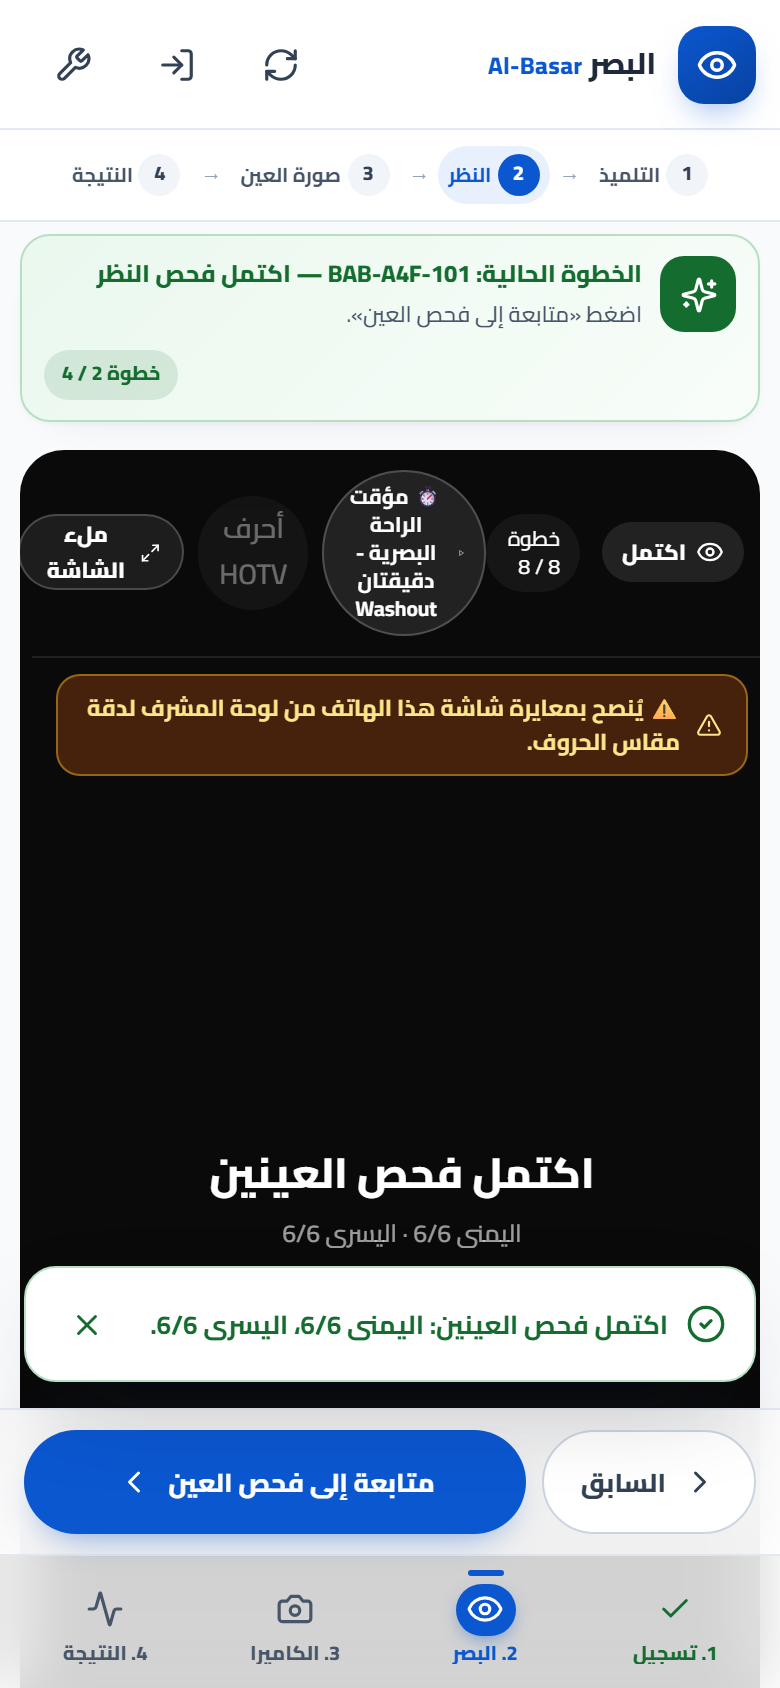 البصر Al-Basar
1 التلميذ → 2 النظر → 3 صورة العين → 4 النتيجة
الخطوة الحالية: BAB-A4F-101 — اكتمل فحص النظر
اضغط «متابعة إلى فحص العين».
خطوة 2 / 4
اكتمل
خطوة
8 / 8
⏱️ مؤقت
الراحة
البصرية -
دقيقتان
Washout
أحرف
HOTV
ملء
الشاشة
⚠️ يُنصح بمعايرة شاشة هذا الهاتف من لوحة المشرف لدقة
مقاس الحروف.
اكتمل فحص العينين
اليمنى 6/6 · اليسرى 6/6
اكتمل فحص العينين: اليمنى 6/6، اليسرى 6/6.
السابق
متابعة إلى فحص العين
1. تسجيل
2. البصر
3. الكاميرا
4. النتيجة